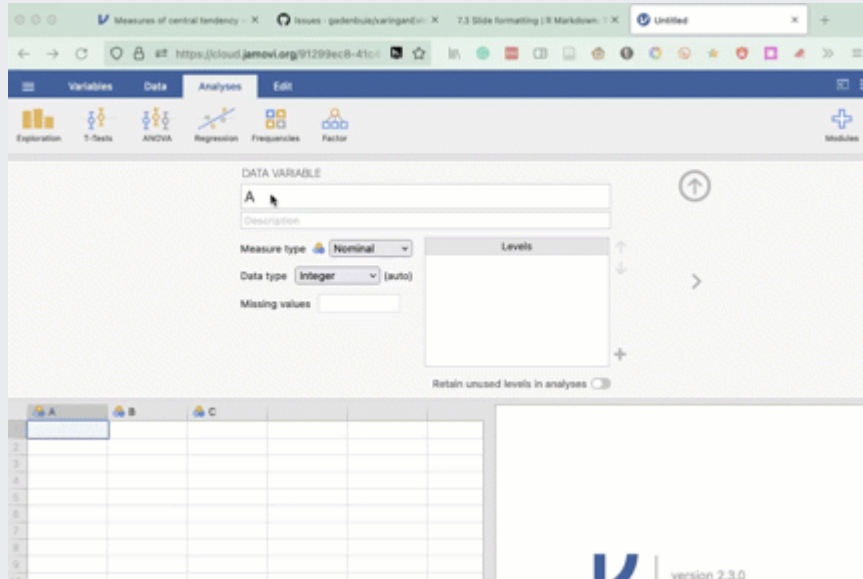 Measures of central tendency - ×
Issues · gadenbuie/xaringanExt ×
7.3 Slide formatting | R Markdown: T ×
Untitled ×
https://cloud.jamovi.org/91299ec8-41c4
Variables Data Analyses Edit
Exploration T-Tests ANOVA Regression Frequencies Factor Modules
DATA VARIABLE
A
Description
Measure type Nominal
Levels
Data type Integer (auto)
Missing values
Retain unused levels in analyses
A B C
1
2
3
4
5
6
7
8
9
version 2.3.0